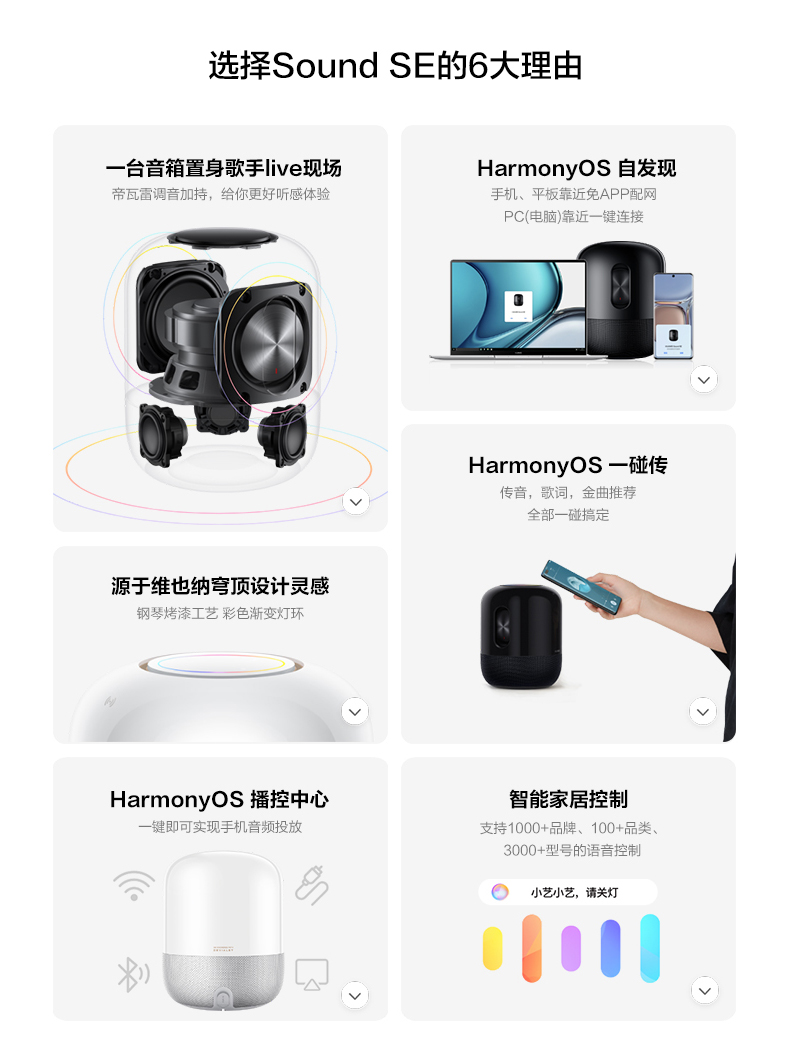 选择Sound SE的6大理由
一台音箱置身歌手live现场
帝瓦雷调音加持，给你更好听感体验
HarmonyOS 自发现
手机、平板靠近免APP配网
PC(电脑)靠近一键连接
HarmonyOS 一碰传
传音，歌词，金曲推荐
全部一碰搞定
源于维也纳穹顶设计灵感
钢琴烤漆工艺 彩色渐变灯环
HarmonyOS 播控中心
一键即可实现手机音频投放
智能家居控制
支持1000+品牌、100+品类、
3000+型号的语音控制
小艺小艺，请关灯